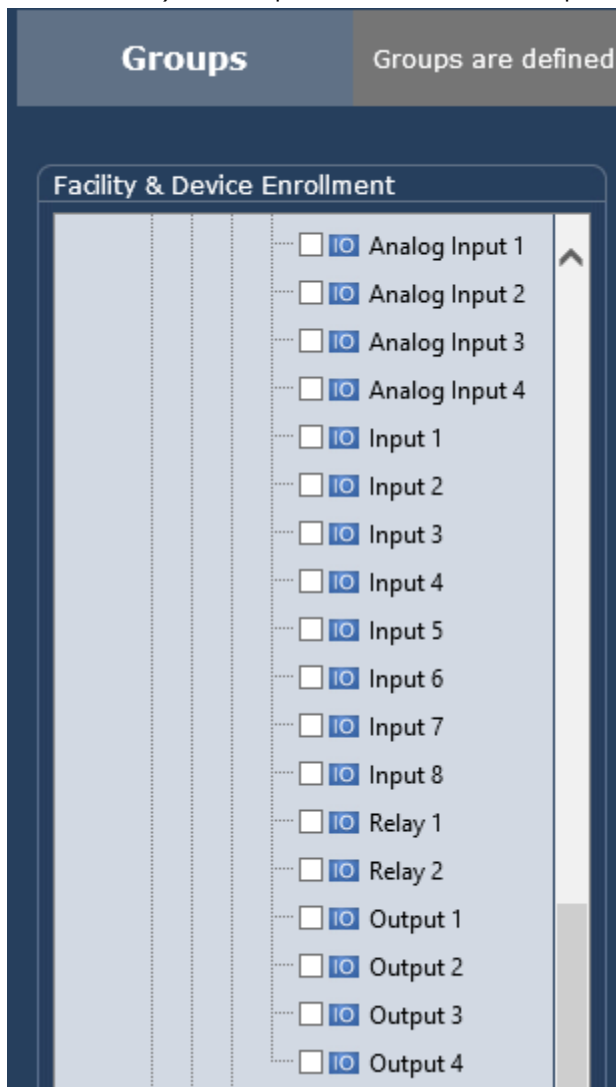 Groups
Groups are defined
Facility & Device Enrollment
IO Analog Input 1
IO Analog Input 2
IO Analog Input 3
IO Analog Input 4
IO Input 1
IO Input 2
IO Input 3
IO Input 4
IO Input 5
IO Input 6
IO Input 7
IO Input 8
IO Relay 1
IO Relay 2
IO Output 1
IO Output 2
IO Output 3
IO Output 4